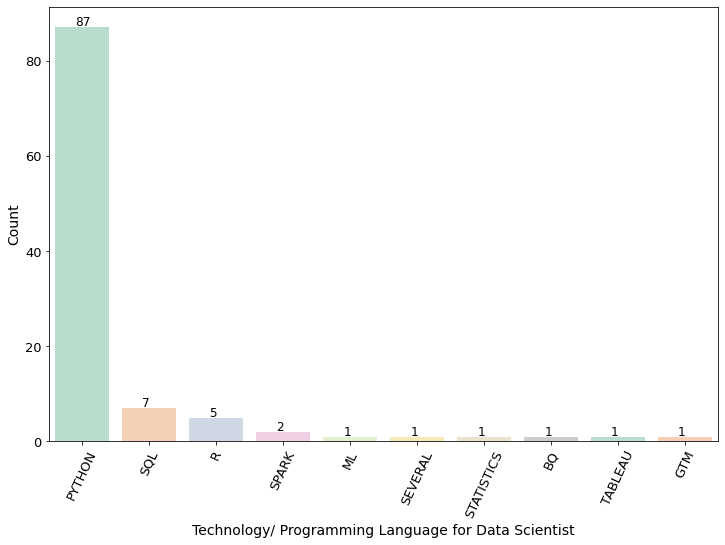 87
80
60
40
20
0
Count
7
5
2
1
1
1
1
1
1
PYTHON
SQL
R
SPARK
ML
SEVERAL
STATISTICS
BQ
TABLEAU
GTM
Technology/ Programming Language for Data Scientist